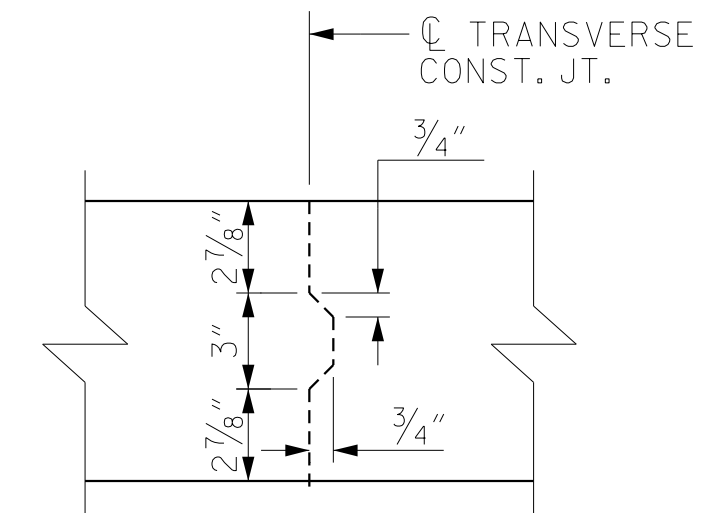 ℄ TRANSVERSE
CONST. JT.
3/4"
2 7/8"
3"
2 7/8"
3/4"